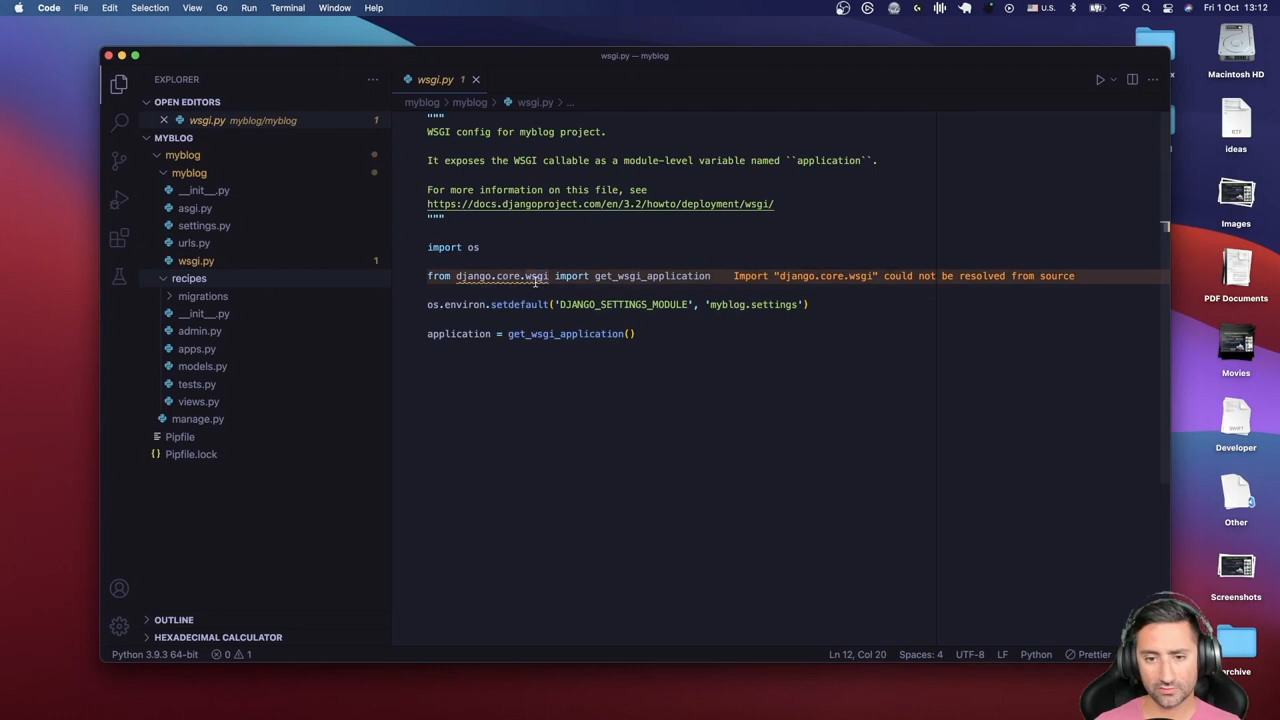 Code File Edit Selection View Go Run Terminal Window Help U.S. Fri 1 Oct 13:12
wsgi.py — myblog
EXPLORER
wsgi.py 1
OPEN EDITORS
myblog > myblog > wsgi.py > ...
wsgi.py myblog/myblog 1
MYBLOG
myblog
myblog
__init__.py
asgi.py
settings.py
urls.py
wsgi.py 1
recipes
migrations
__init__.py
admin.py
apps.py
models.py
tests.py
views.py
manage.py
Pipfile
Pipfile.lock
OUTLINE
HEXADECIMAL CALCULATOR
"""
WSGI config for myblog project.
It exposes the WSGI callable as a module-level variable named ``application``.
For more information on this file, see
https://docs.djangoproject.com/en/3.2/howto/deployment/wsgi/
"""
import os
from django.core.wsgi import get_wsgi_application Import "django.core.wsgi" could not be resolved from source
os.environ.setdefault('DJANGO_SETTINGS_MODULE', 'myblog.settings')
application = get_wsgi_application()
Python 3.9.3 64-bit 0 1 Ln 12, Col 20 Spaces: 4 UTF-8 LF Python Prettier
Macintosh HD
RTF
ideas
Images
PDF Documents
Movies
SWIFT
Developer
Other
Screenshots